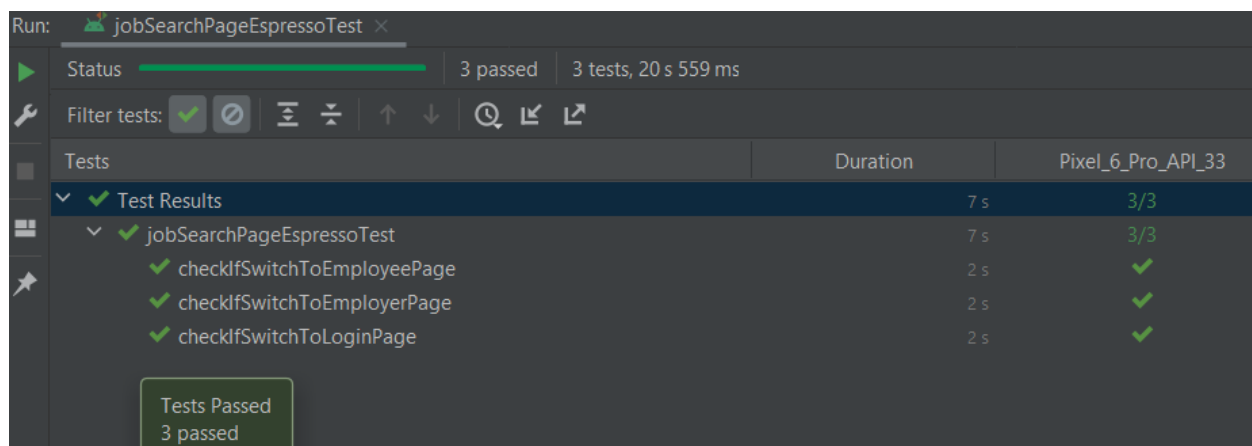 Run: jobSearchPageEspressoTest
Status 3 passed 3 tests, 20 s 559 ms
Filter tests:
Tests Duration Pixel_6_Pro_API_33
Test Results 7 s 3/3
jobSearchPageEspressoTest 7 s 3/3
checkIfSwitchToEmployeePage 2 s
checkIfSwitchToEmployerPage 2 s
checkIfSwitchToLoginPage 2 s
Tests Passed
3 passed